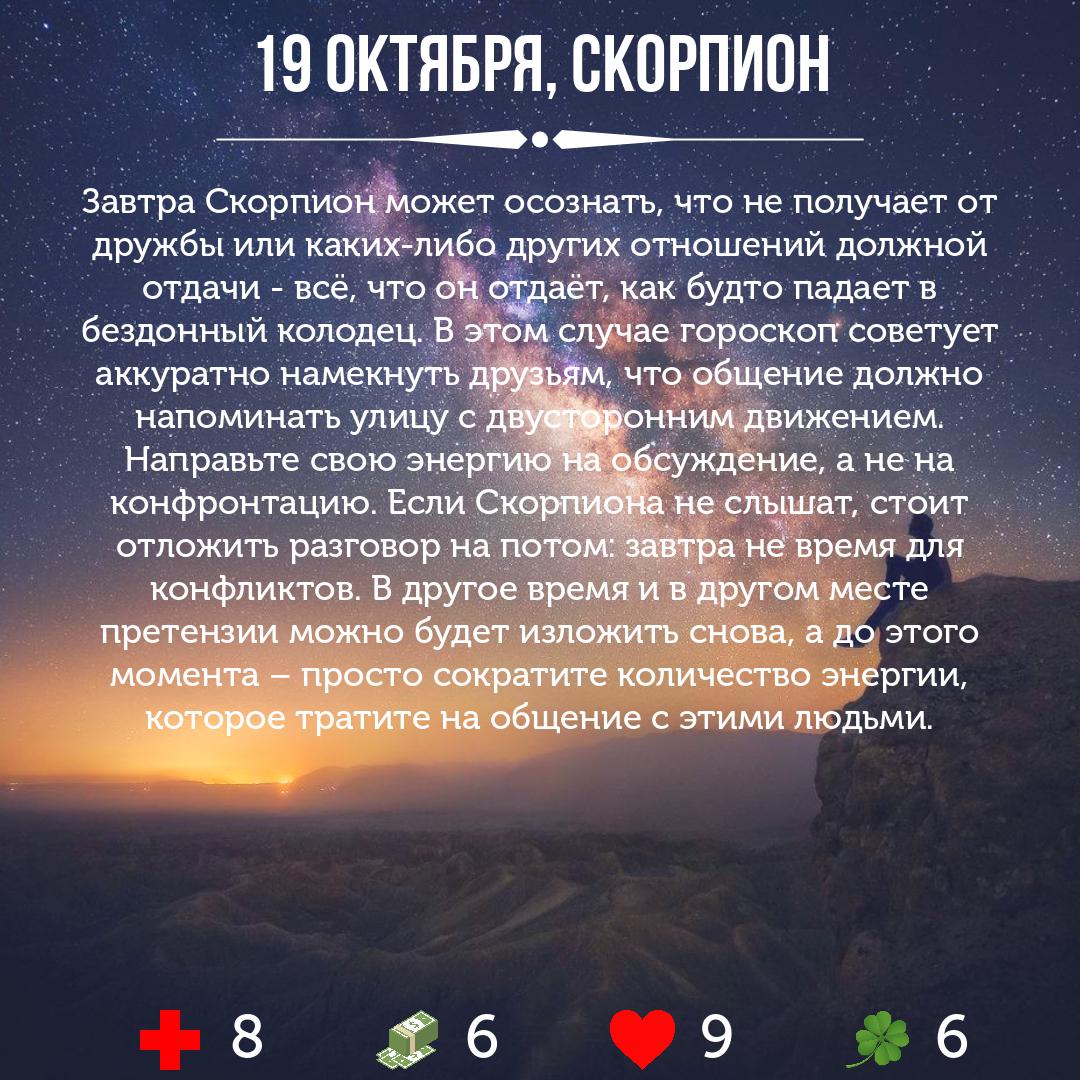 19 ОКТЯБРЯ, СКОРПИОН
Завтра Скорпион может осознать, что не получает от
дружбы или каких-либо других отношений должной
отдачи - всё, что он отдаёт, как будто падает в
бездонный колодец. В этом случае гороскоп советует
аккуратно намекнуть друзьям, что общение должно
напоминать улицу с двусторонним движением.
Направьте свою энергию на обсуждение, а не на
конфронтацию. Если Скорпиона не слышат, стоит
отложить разговор на потом: завтра не время для
конфликтов. В другое время и в другом месте
претензии можно будет изложить снова, а до этого
момента – просто сократите количество энергии,
которое тратите на общение с этими людьми.
8 6 9 6